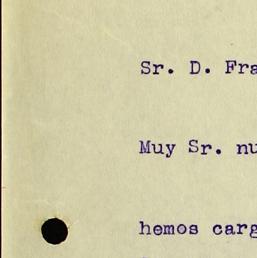 Sr. D. Fra
Muy Sr. nu
hemos carg